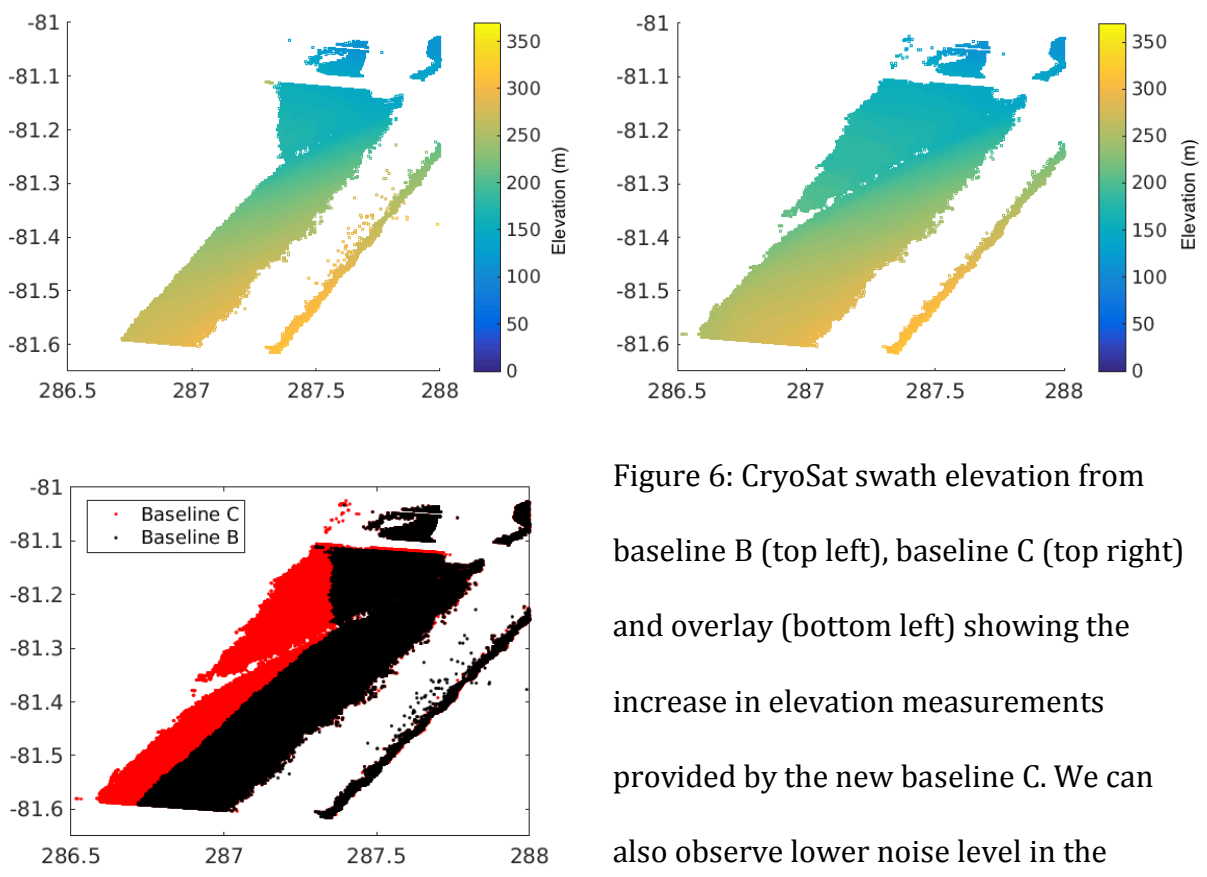 -81
-81.1
-81.2
-81.3
-81.4
-81.5
-81.6
286.5 287 287.5 288
350
300
250
200
150
100
50
0
Elevation (m)
-81
-81.1
-81.2
-81.3
-81.4
-81.5
-81.6
286.5 287 287.5 288
350
300
250
200
150
100
50
0
Elevation (m)
-81
-81.1
-81.2
-81.3
-81.4
-81.5
-81.6
286.5 287 287.5 288
Baseline C
Baseline B
Figure 6: CryoSat swath elevation from
baseline B (top left), baseline C (top right)
and overlay (bottom left) showing the
increase in elevation measurements
provided by the new baseline C. We can
also observe lower noise level in the